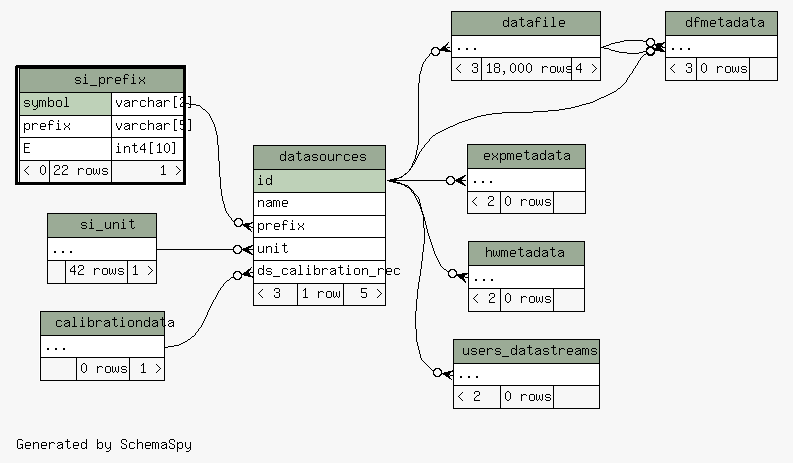 si_prefix
symbol varchar[2]
prefix varchar[5]
E int4[10]
< 0 22 rows 1 >
si_unit
...
42 rows 1 >
calibrationdata
...
0 rows 1 >
datasources
id
name
prefix
unit
ds_calibration_rec
< 3 1 row 5 >
datafile
...
< 3 18,000 rows 4 >
dfmetadata
...
< 3 0 rows
expmetadata
...
< 2 0 rows
hwmetadata
...
< 2 0 rows
users_datastreams
...
< 2 0 rows
Generated by SchemaSpy